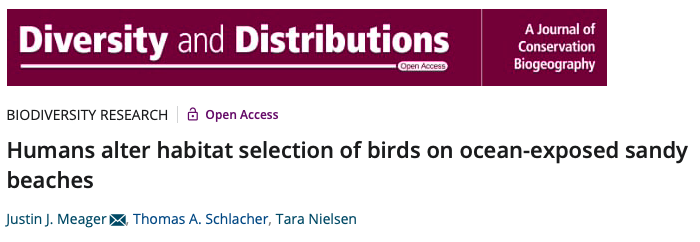 Diversity and Distributions
Open Access
A Journal of
Conservation
Biogeography
BIODIVERSITY RESEARCH
Open Access
Humans alter habitat selection of birds on ocean-exposed sandy
beaches
Justin J. Meager, Thomas A. Schlacher, Tara Nielsen